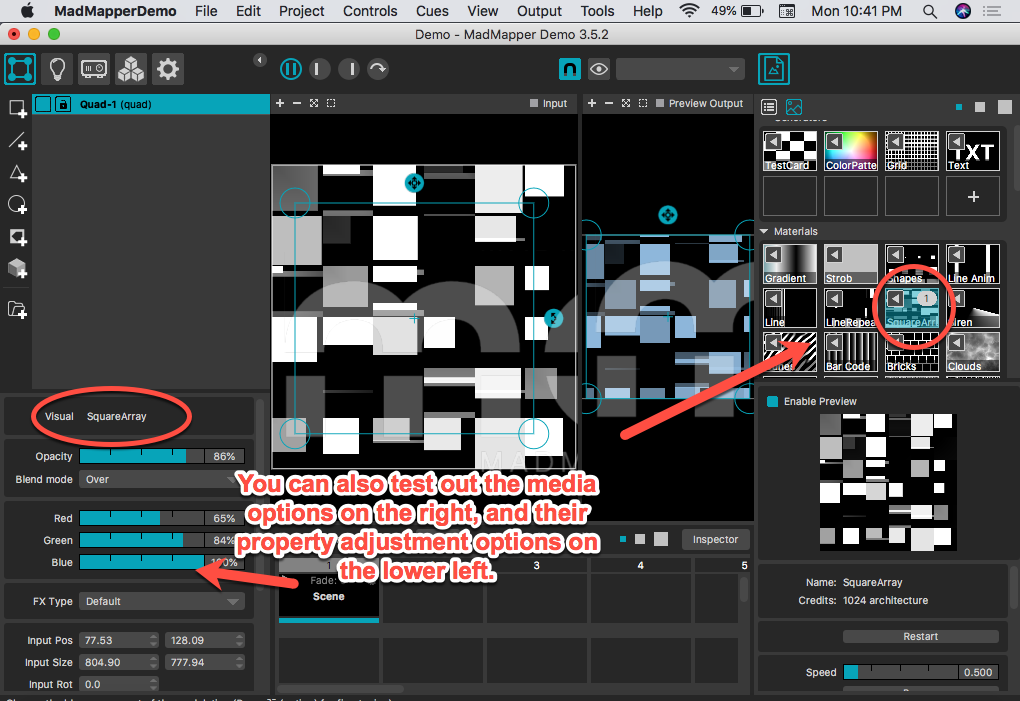 MadMapperDemo File Edit Project Controls Cues View Output Tools Help 49% Mon 10:41 PM
Demo - MadMapper Demo 3.5.2
Quad-1 (quad)
Input
Preview Output
TestCard ColorPatte Grid Text
TXT
Materials
Gradient Strob Shapes Line Anim
Line LineRepea SquareArr Siren
1
Bar Code Bricks Clouds
Enable Preview
Visual SquareArray
Opacity 86%
Blend mode Over
Red 65%
Green 84%
Blue 100%
FX Type Default
Input Pos 77.53 128.09
Input Size 804.90 777.94
Input Rot 0.0
MADM
You can also test out the media
options on the right, and their
property adjustment options on
the lower left.
Inspector
1 3 4 5
Fade:
Scene
Name: SquareArray
Credits: 1024 architecture
Restart
Speed 0.500